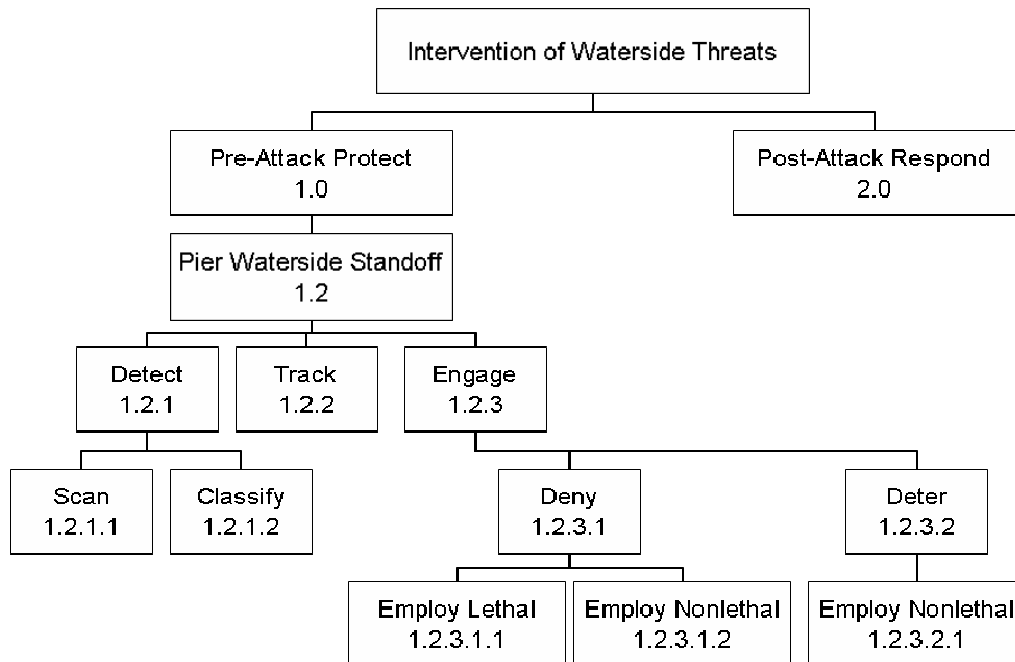 Intervention of Waterside Threats
Pre-Attack Protect
1.0
Post-Attack Respond
2.0
Pier Waterside Standoff
1.2
Detect
1.2.1
Track
1.2.2
Engage
1.2.3
Scan
1.2.1.1
Classify
1.2.1.2
Deny
1.2.3.1
Deter
1.2.3.2
Employ Lethal
1.2.3.1.1
Employ Nonlethal
1.2.3.1.2
Employ Nonlethal
1.2.3.2.1